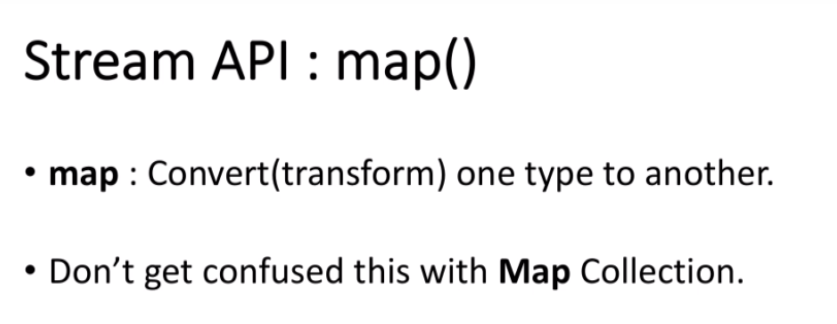 Stream API : map()
• map : Convert(transform) one type to another.
• Don’t get confused this with Map Collection.